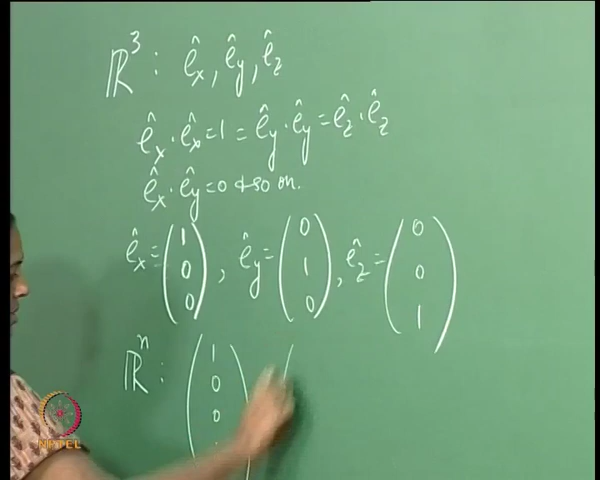 ℝ³ : ê_x, ê_y, ê_z
ê_x · ê_x = 1 = ê_y · ê_y = ê_z · ê_z
ê_x · ê_y = 0 & so on.
ê_x = (1 0 0), ê_y = (0 1 0), ê_z = (0 0 1)
ℝⁿ : (1 0 0 .
NPTEL